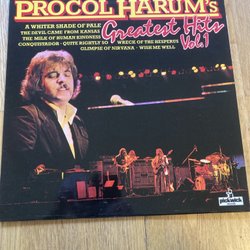 PROCOL HARUM's
Greatest Hits
Vol.1
A WHITER SHADE OF PALE
THE DEVIL CAME FROM KANSAS
THE MILK OF HUMAN KINDNESS
CONQUISTADOR · QUITE RIGHTLY SO · WRECK OF THE HESPERUS
GLIMPSE OF NIRVANA · WISH ME WELL
pickwick